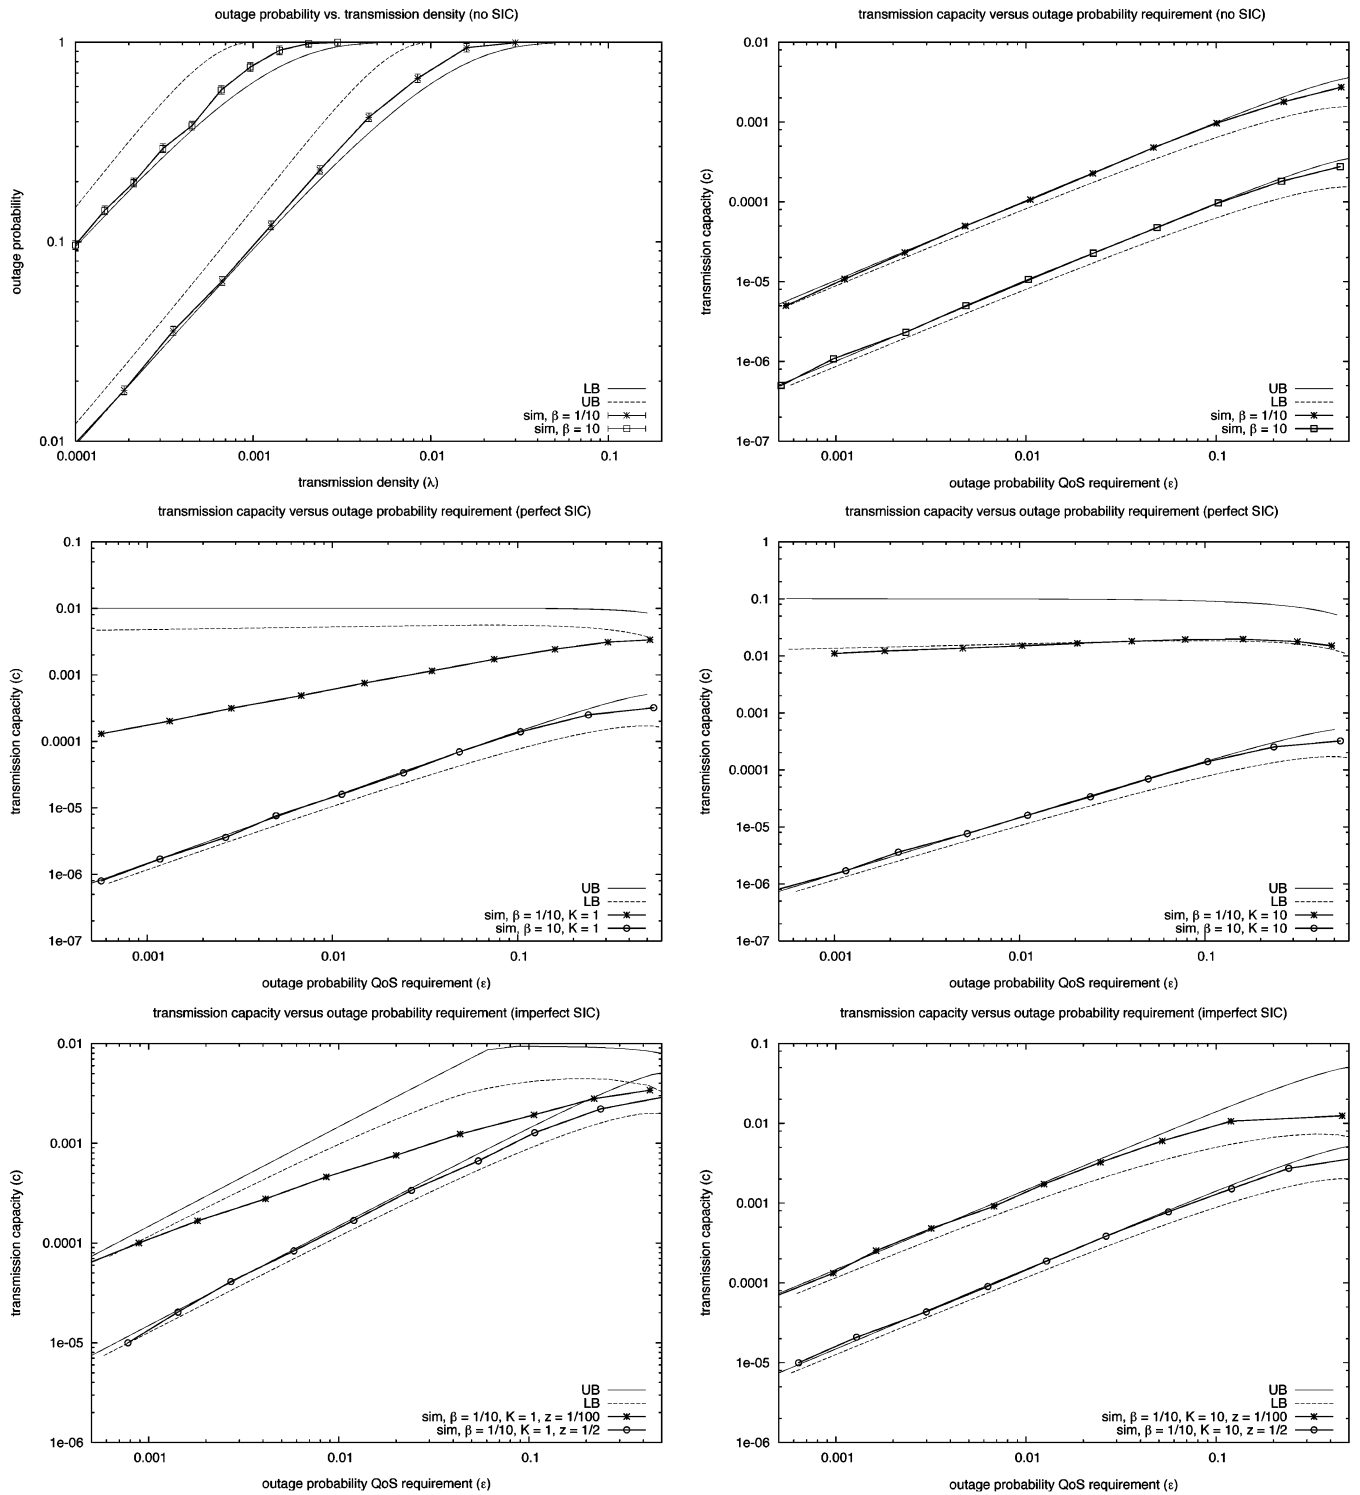 outage probability vs. transmission density (no SIC)
1
0.1
0.01
0.0001
0.001
0.01
0.1
outage probability
transmission density (λ)
LB
UB
sim, β = 1/10
sim, β = 10
transmission capacity versus outage probability requirement (no SIC)
0.01
0.001
0.0001
1e-05
1e-06
1e-07
0.001
0.01
0.1
transmission capacity (c)
outage probability QoS requirement (ε)
UB
LB
sim, β = 1/10
sim, β = 10
transmission capacity versus outage probability requirement (perfect SIC)
0.1
0.01
0.001
0.0001
1e-05
1e-06
1e-07
0.001
0.01
0.1
transmission capacity (c)
outage probability QoS requirement (ε)
UB
LB
sim, β = 1/10, K = 1
sim, β = 10, K = 1
transmission capacity versus outage probability requirement (perfect SIC)
1
0.1
0.01
0.001
0.0001
1e-05
1e-06
1e-07
0.001
0.01
0.1
transmission capacity (c)
outage probability QoS requirement (ε)
UB
LB
sim, β = 1/10, K = 10
sim, β = 10, K = 10
transmission capacity versus outage probability requirement (imperfect SIC)
0.01
0.001
0.0001
1e-05
1e-06
0.001
0.01
0.1
transmission capacity (c)
outage probability QoS requirement (ε)
UB
LB
sim, β = 1/10, K = 1, z = 1/100
sim, β = 1/10, K = 1, z = 1/2
transmission capacity versus outage probability requirement (imperfect SIC)
0.1
0.01
0.001
0.0001
1e-05
1e-06
0.001
0.01
0.1
transmission capacity (c)
outage probability QoS requirement (ε)
UB
LB
sim, β = 1/10, K = 10, z = 1/100
sim, β = 1/10, K = 10, z = 1/2